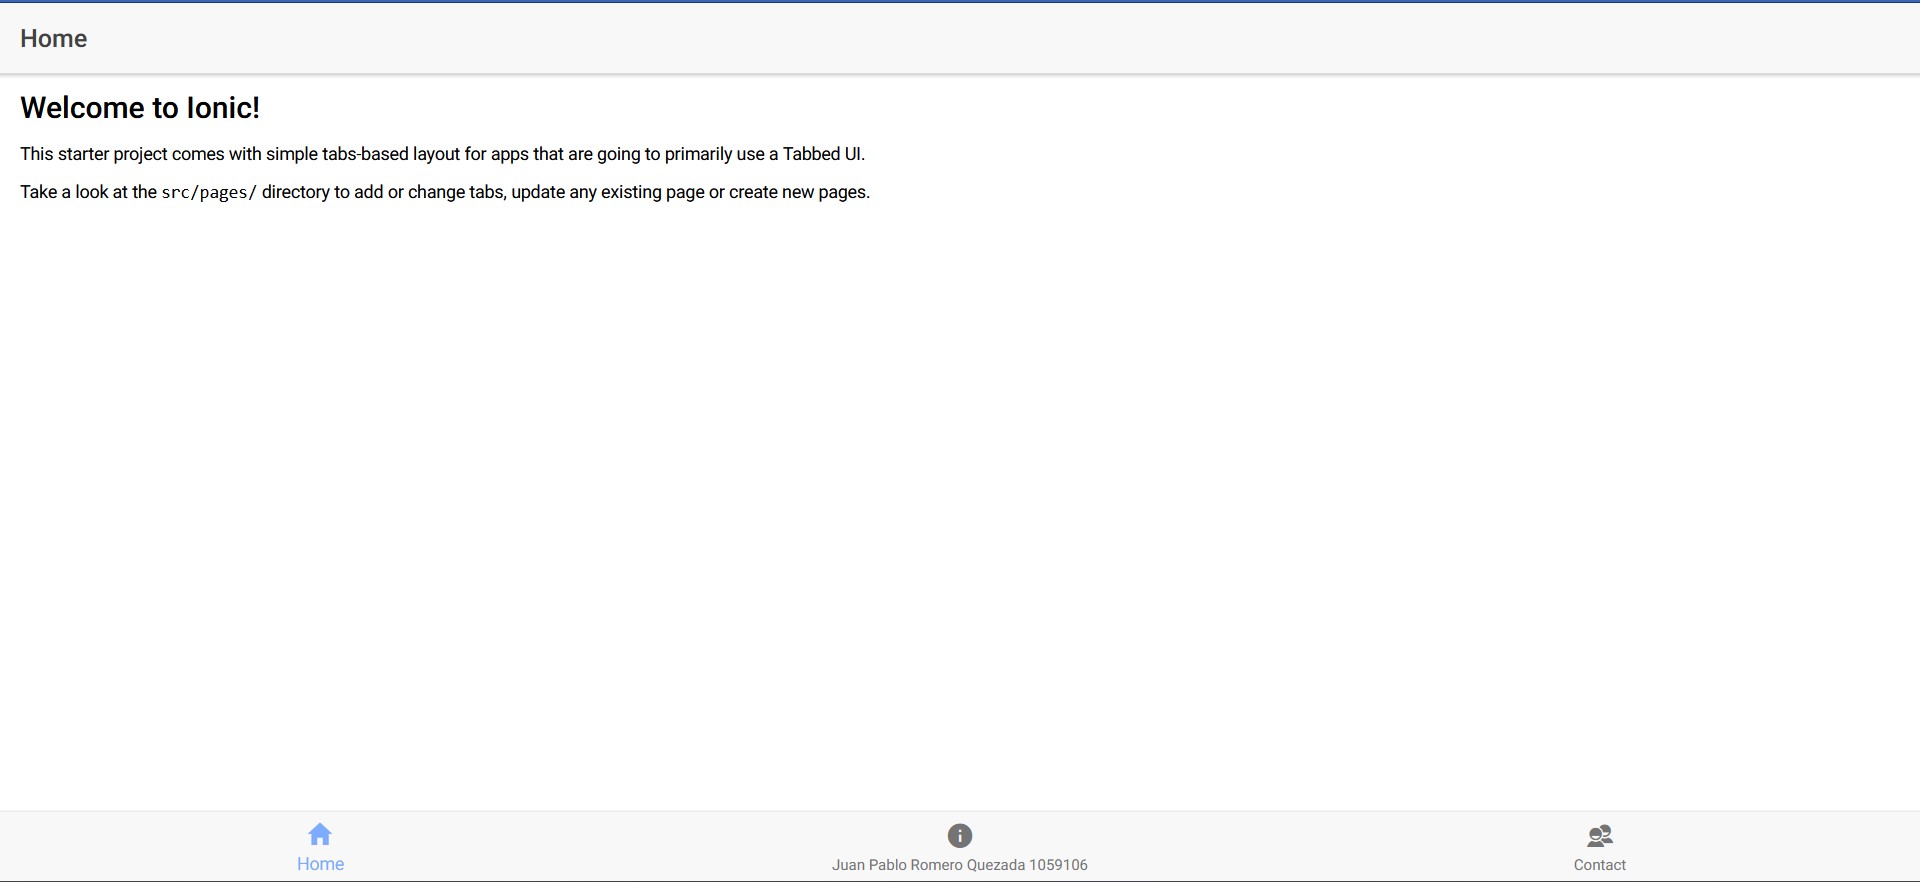 Home
Welcome to Ionic!
This starter project comes with simple tabs-based layout for apps that are going to primarily use a Tabbed UI.
Take a look at the src/pages/ directory to add or change tabs, update any existing page or create new pages.
Home
Juan Pablo Romero Quezada 1059106
Contact